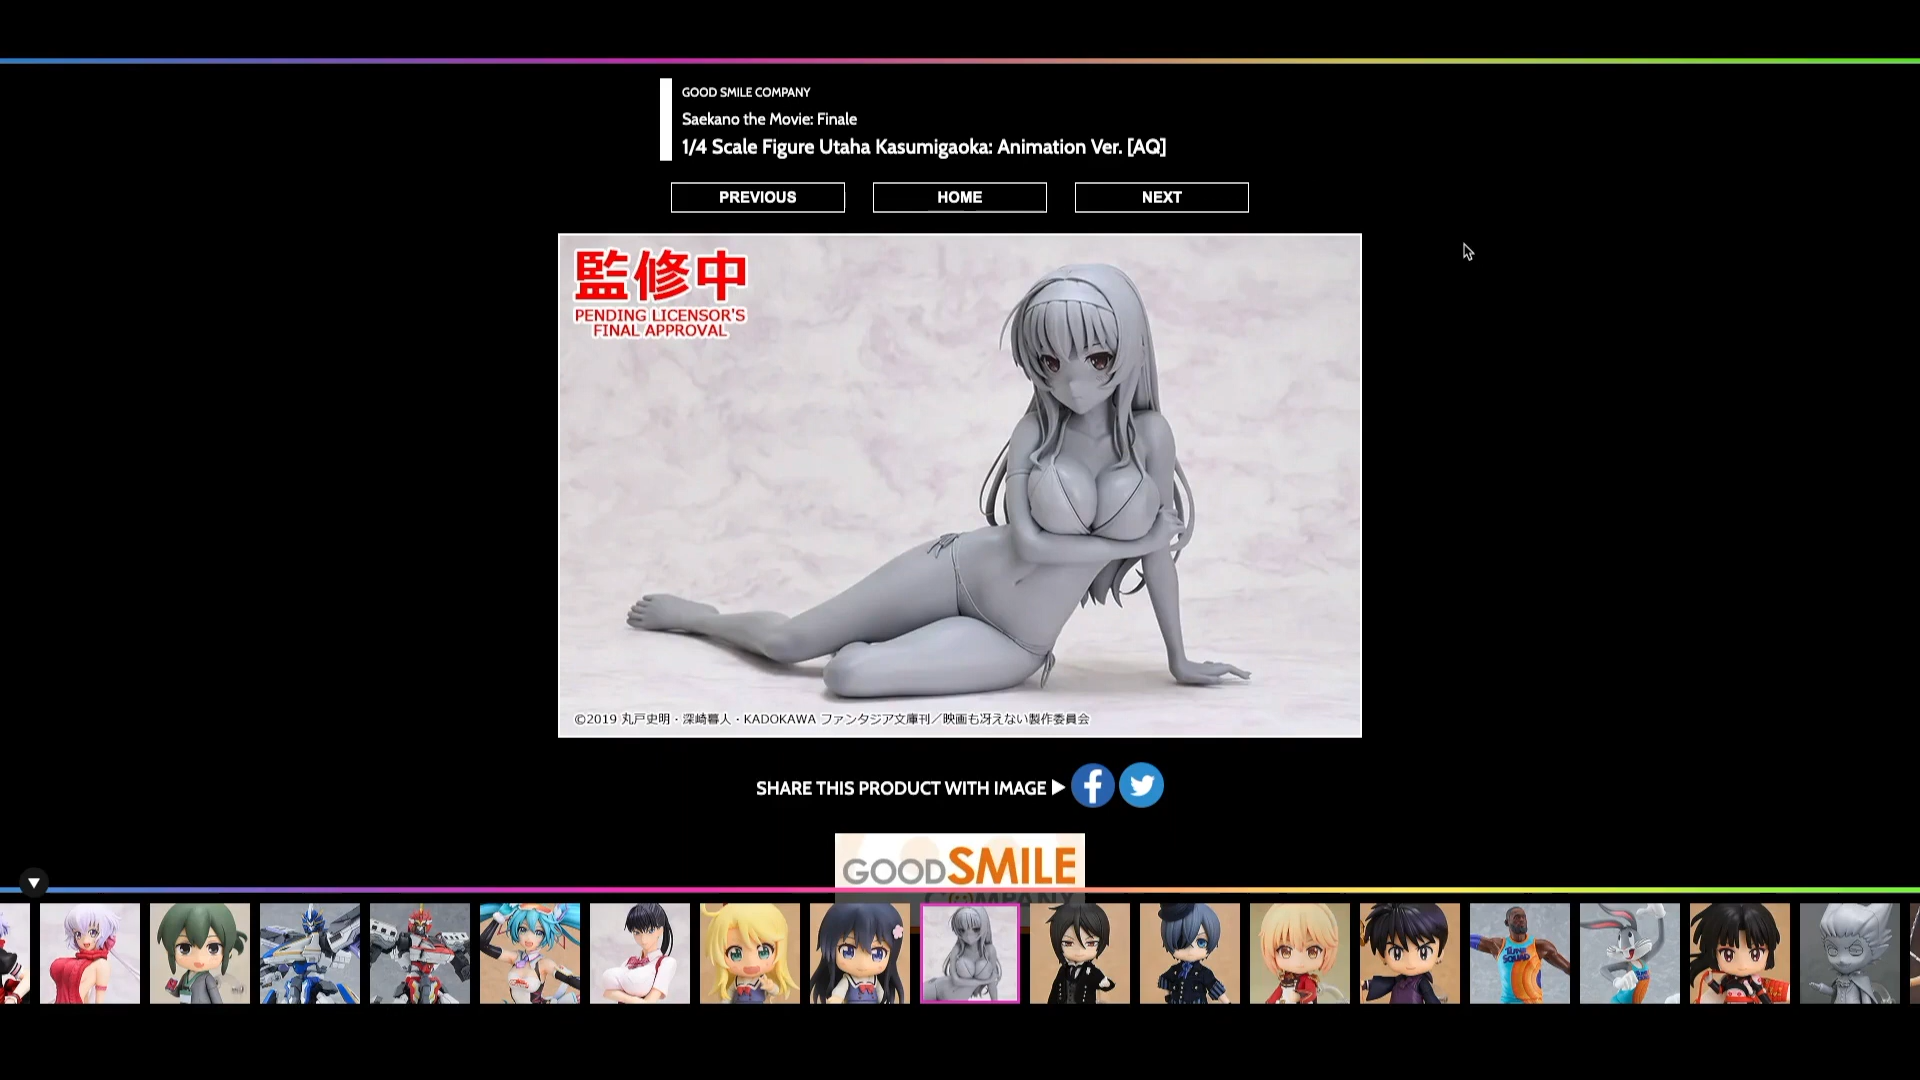 GOOD SMILE COMPANY
Saekano the Movie: Finale
1/4 Scale Figure Utaha Kasumigaoka: Animation Ver. [AQ]
PREVIOUS
HOME
NEXT
監修中
PENDING LICENSOR'S
FINAL APPROVAL
©2019 丸戸史明・深崎暮人・KADOKAWA ファンタジア文庫刊／映画も冴えない製作委員会
SHARE THIS PRODUCT WITH IMAGE
GOODSMILE
COMPANY